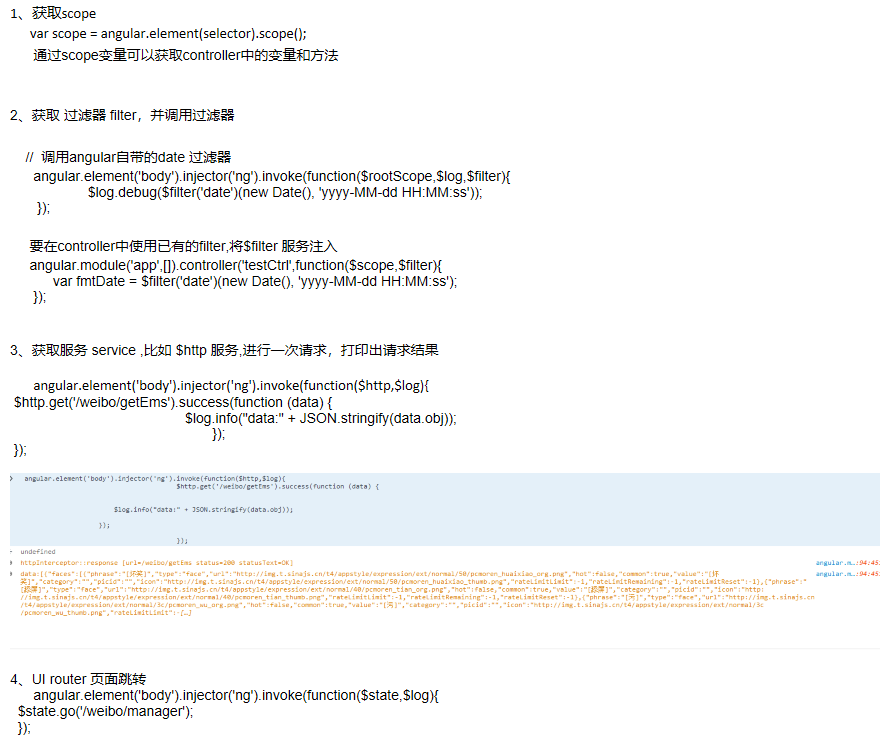 1、获取scope
var scope = angular.element(selector).scope();
通过scope变量可以获取controller中的变量和方法
2、获取 过滤器 filter，并调用过滤器
// 调用angular自带的date 过滤器
angular.element('body').injector('ng').invoke(function($rootScope,$log,$filter){
$log.debug($filter('date')(new Date(), 'yyyy-MM-dd HH:MM:ss'));
});
要在controller中使用已有的filter,将$filter 服务注入
angular.module('app',[]).controller('testCtrl',function($scope,$filter){
var fmtDate = $filter('date')(new Date(), 'yyyy-MM-dd HH:MM:ss');
});
3、获取服务 service ,比如 $http 服务,进行一次请求，打印出请求结果
angular.element('body').injector('ng').invoke(function($http,$log){
$http.get('/weibo/getEms').success(function (data) {
$log.info("data:" + JSON.stringify(data.obj));
});
});
angular.element('body').injector('ng').invoke(function($http,$log){
$http.get('/weibo/getEms').success(function (data) {
$log.info("data:" + JSON.stringify(data.obj));
});
});
undefined
httpInterceptor::response [url=/weibo/getEms status=200 statusText=OK] angular.m…:94:45
data:[{"faces":[{"phrase":"[坏笑]","type":"face","url":"http://img.t.sinajs.cn/t4/appstyle/expression/ext/normal/50/pcmoren_huaixiao_org.png","hot":false,"common":true,"value":"[坏 angular.m…:94:45
笑]","category":"","picid":"","icon":"http://img.t.sinajs.cn/t4/appstyle/expression/ext/normal/50/pcmoren_huaixiao_thumb.png","rateLimitLimit":-1,"rateLimitRemaining":-1,"rateLimitReset":-1},{"phrase":"
[舔屏]","type":"face","url":"http://img.t.sinajs.cn/t4/appstyle/expression/ext/normal/40/pcmoren_tian_org.png","hot":false,"common":true,"value":"[舔屏]","category":"","picid":"","icon":"http:
//img.t.sinajs.cn/t4/appstyle/expression/ext/normal/40/pcmoren_tian_thumb.png","rateLimitLimit":-1,"rateLimitRemaining":-1,"rateLimitReset":-1},{"phrase":"[污]","type":"face","url":"http://img.t.sinajs.cn
/t4/appstyle/expression/ext/normal/3c/pcmoren_wu_org.png","hot":false,"common":true,"value":"[污]","category":"","picid":"","icon":"http://img.t.sinajs.cn/t4/appstyle/expression/ext/normal/3c
/pcmoren_wu_thumb.png","rateLimitLimit":-[…]
4、UI router 页面跳转
angular.element('body').injector('ng').invoke(function($state,$log){
$state.go('/weibo/manager');
});